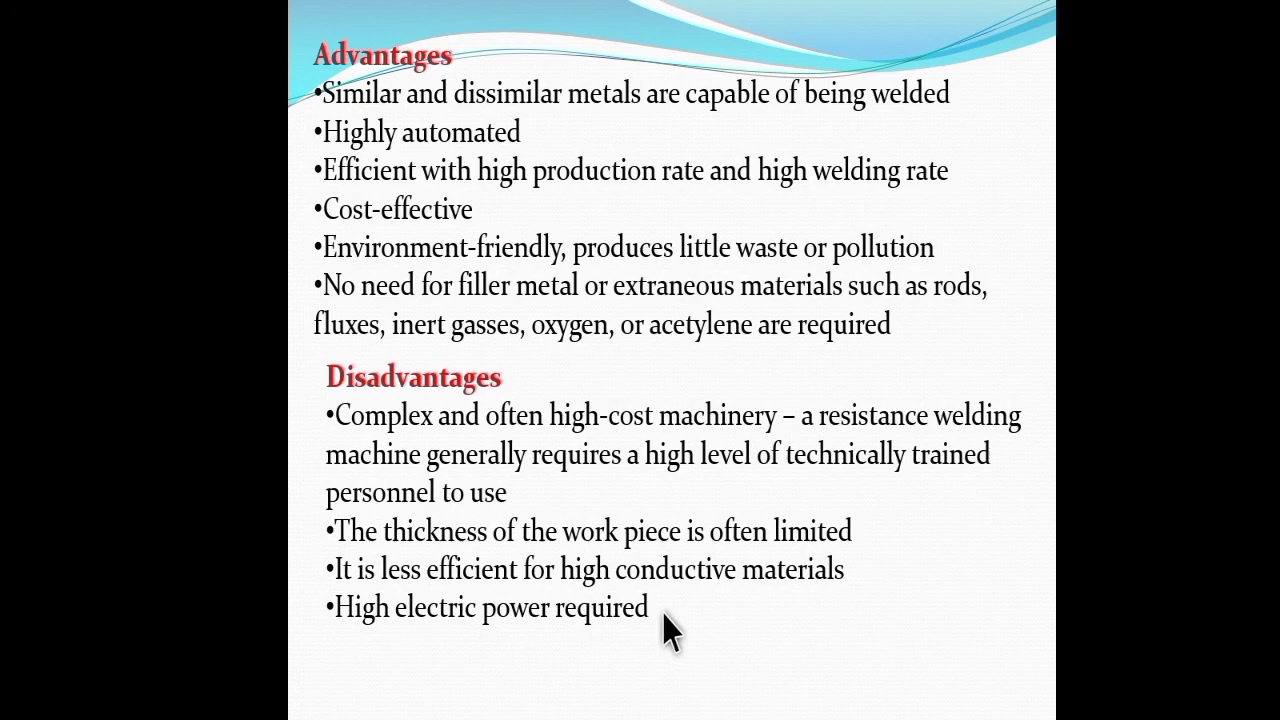 Advantages
•Similar and dissimilar metals are capable of being welded
•Highly automated
•Efficient with high production rate and high welding rate
•Cost-effective
•Environment-friendly, produces little waste or pollution
•No need for filler metal or extraneous materials such as rods,
fluxes, inert gasses, oxygen, or acetylene are required
Disadvantages
•Complex and often high-cost machinery – a resistance welding
machine generally requires a high level of technically trained
personnel to use
•The thickness of the work piece is often limited
•It is less efficient for high conductive materials
•High electric power required